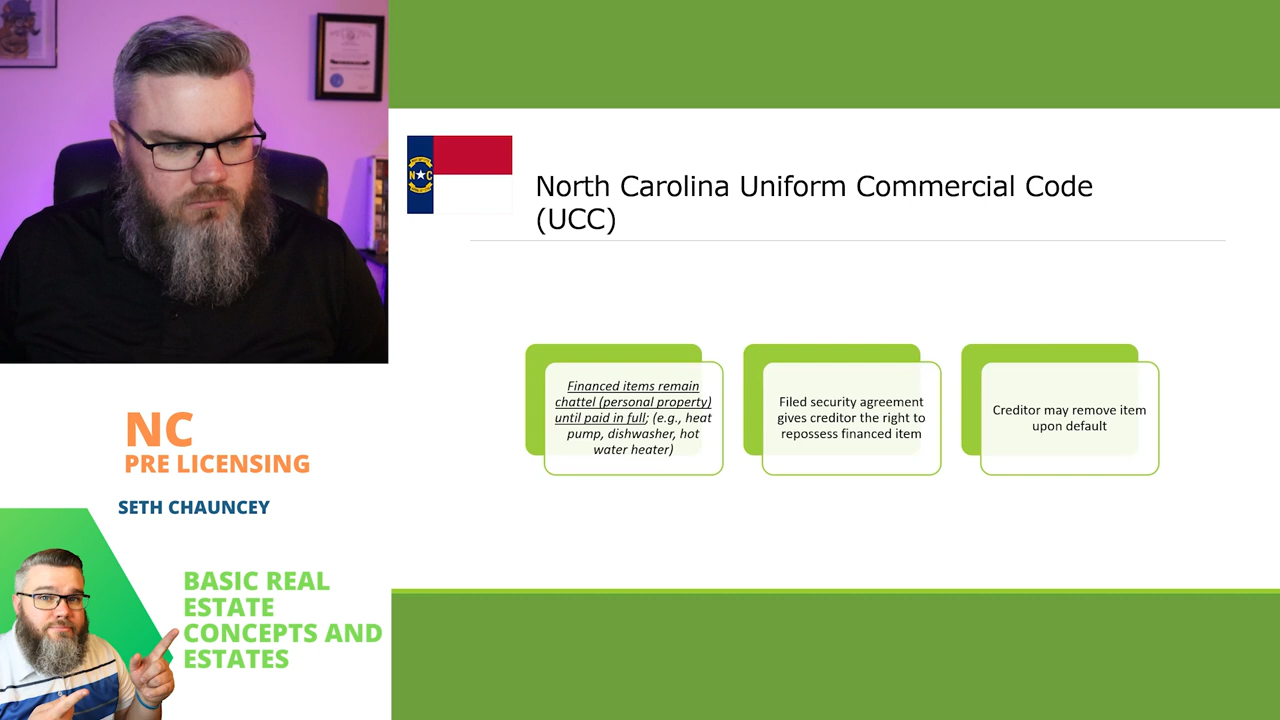 North Carolina Uniform Commercial Code
(UCC)
N C
Financed items remain
chattel (personal property)
until paid in full; (e.g., heat
pump, dishwasher, hot
water heater)
Filed security agreement
gives creditor the right to
repossess financed item
Creditor may remove item
upon default
NC
PRE LICENSING
SETH CHAUNCEY
BASIC REAL
ESTATE
CONCEPTS AND
ESTATES